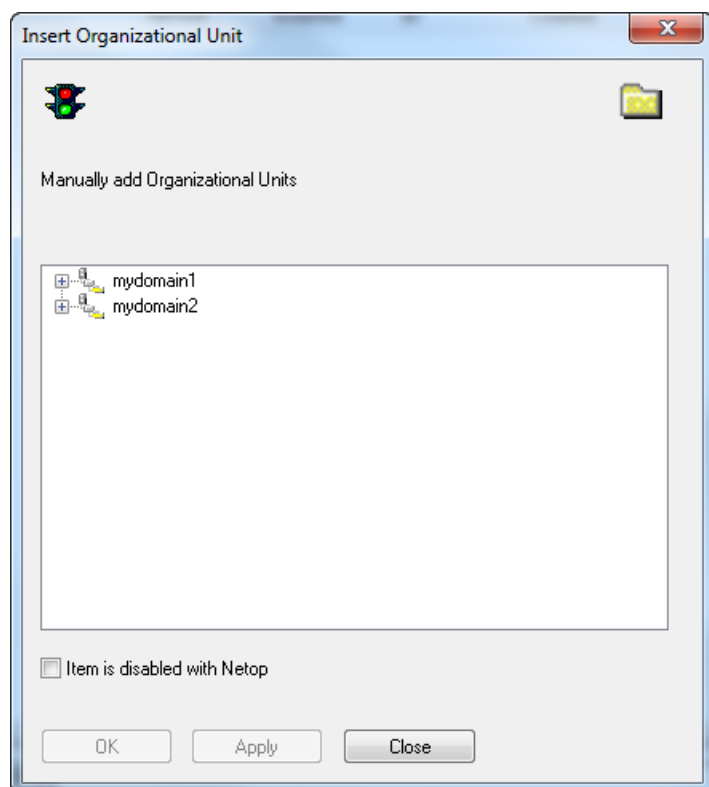 Insert Organizational Unit
Manually add Organizational Units
mydomain1
mydomain2
Item is disabled with Netop
OK Apply Close